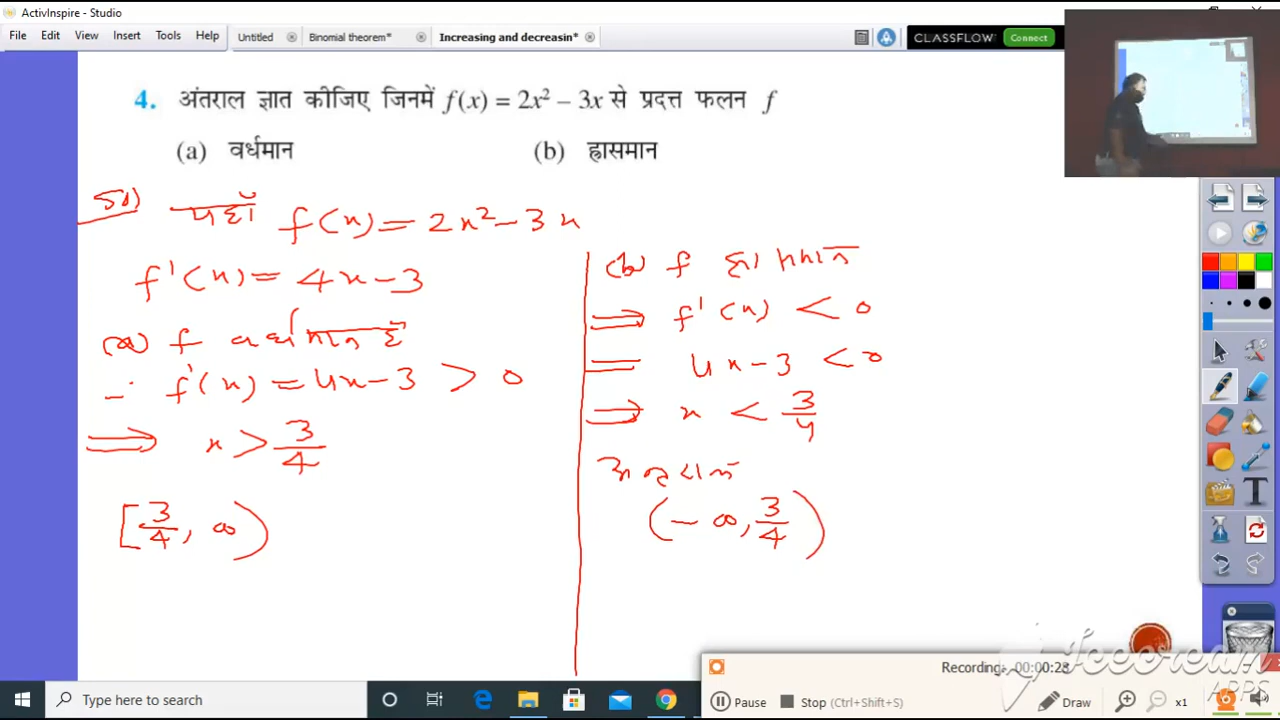 ActivInspire - Studio
File Edit View Insert Tools Help Untitled Binomial theorem* Increasing and decreasin* CLASSFLOW Connect
4. अंतराल ज्ञात कीजिए जिनमें f(x) = 2x² – 3x से प्रदत्त फलन f
(a) वर्धमान (b) ह्रासमान
यहाँ f(x) = 2x² - 3x
f'(x) = 4x - 3
(a) f वर्धमान है
∴ f'(x) = 4x - 3 > 0
⟹ x > 3/4
[3/4, ∞)
(b) f ह्रासमान
⟹ f'(x) < 0
= 4x - 3 < 0
⟹ x < 3/4
(-∞, 3/4)
Recording: 00:00:28
Pause Stop (Ctrl+Shift+S) Draw x1
Icecream
APPS
Type here to search